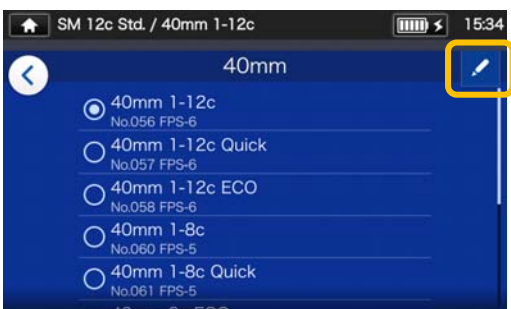 SM 12c Std. / 40mm 1-12c 15:34
40mm
40mm 1-12c
No.056 FPS-6
40mm 1-12c Quick
No.057 FPS-6
40mm 1-12c ECO
No.058 FPS-6
40mm 1-8c
No.060 FPS-5
40mm 1-8c Quick
No.061 FPS-5